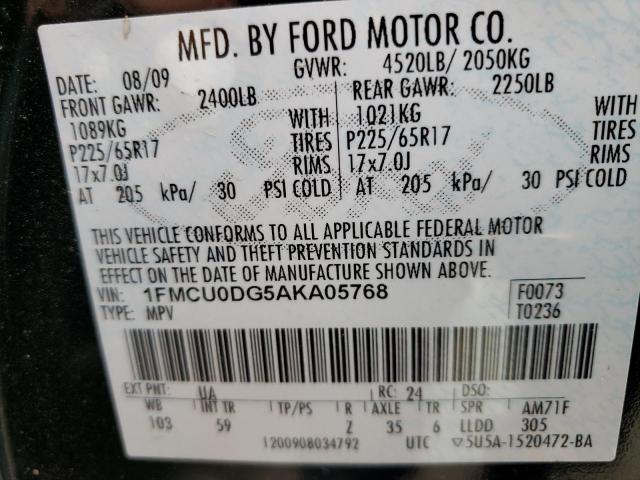 MFD. BY FORD MOTOR CO.
DATE: 08/09 GVWR: 4520LB/ 2050KG
FRONT GAWR: 2400LB REAR GAWR: 2250LB
1089KG WITH 1021KG WITH
P225/65R17 TIRES P225/65R17 TIRES
17x7.0J RIMS 17x7.0J RIMS
AT 205 kPa/ 30 PSI COLD AT 205 kPa/ 30 PSI COLD
THIS VEHICLE CONFORMS TO ALL APPLICABLE FEDERAL MOTOR
VEHICLE SAFETY AND THEFT PREVENTION STANDARDS IN
EFFECT ON THE DATE OF MANUFACTURE SHOWN ABOVE.
VIN: 1FMCU0DG5AKA05768 F0073
TYPE: MPV T0236
EXT PNT: UA RC: 24 DSO:
WB INT TR TP/PS R AXLE TR SPR AM71F
103 59 Z 35 6 LLDD 305
1200908034792 UTC ▽5U5A-1520472-BA